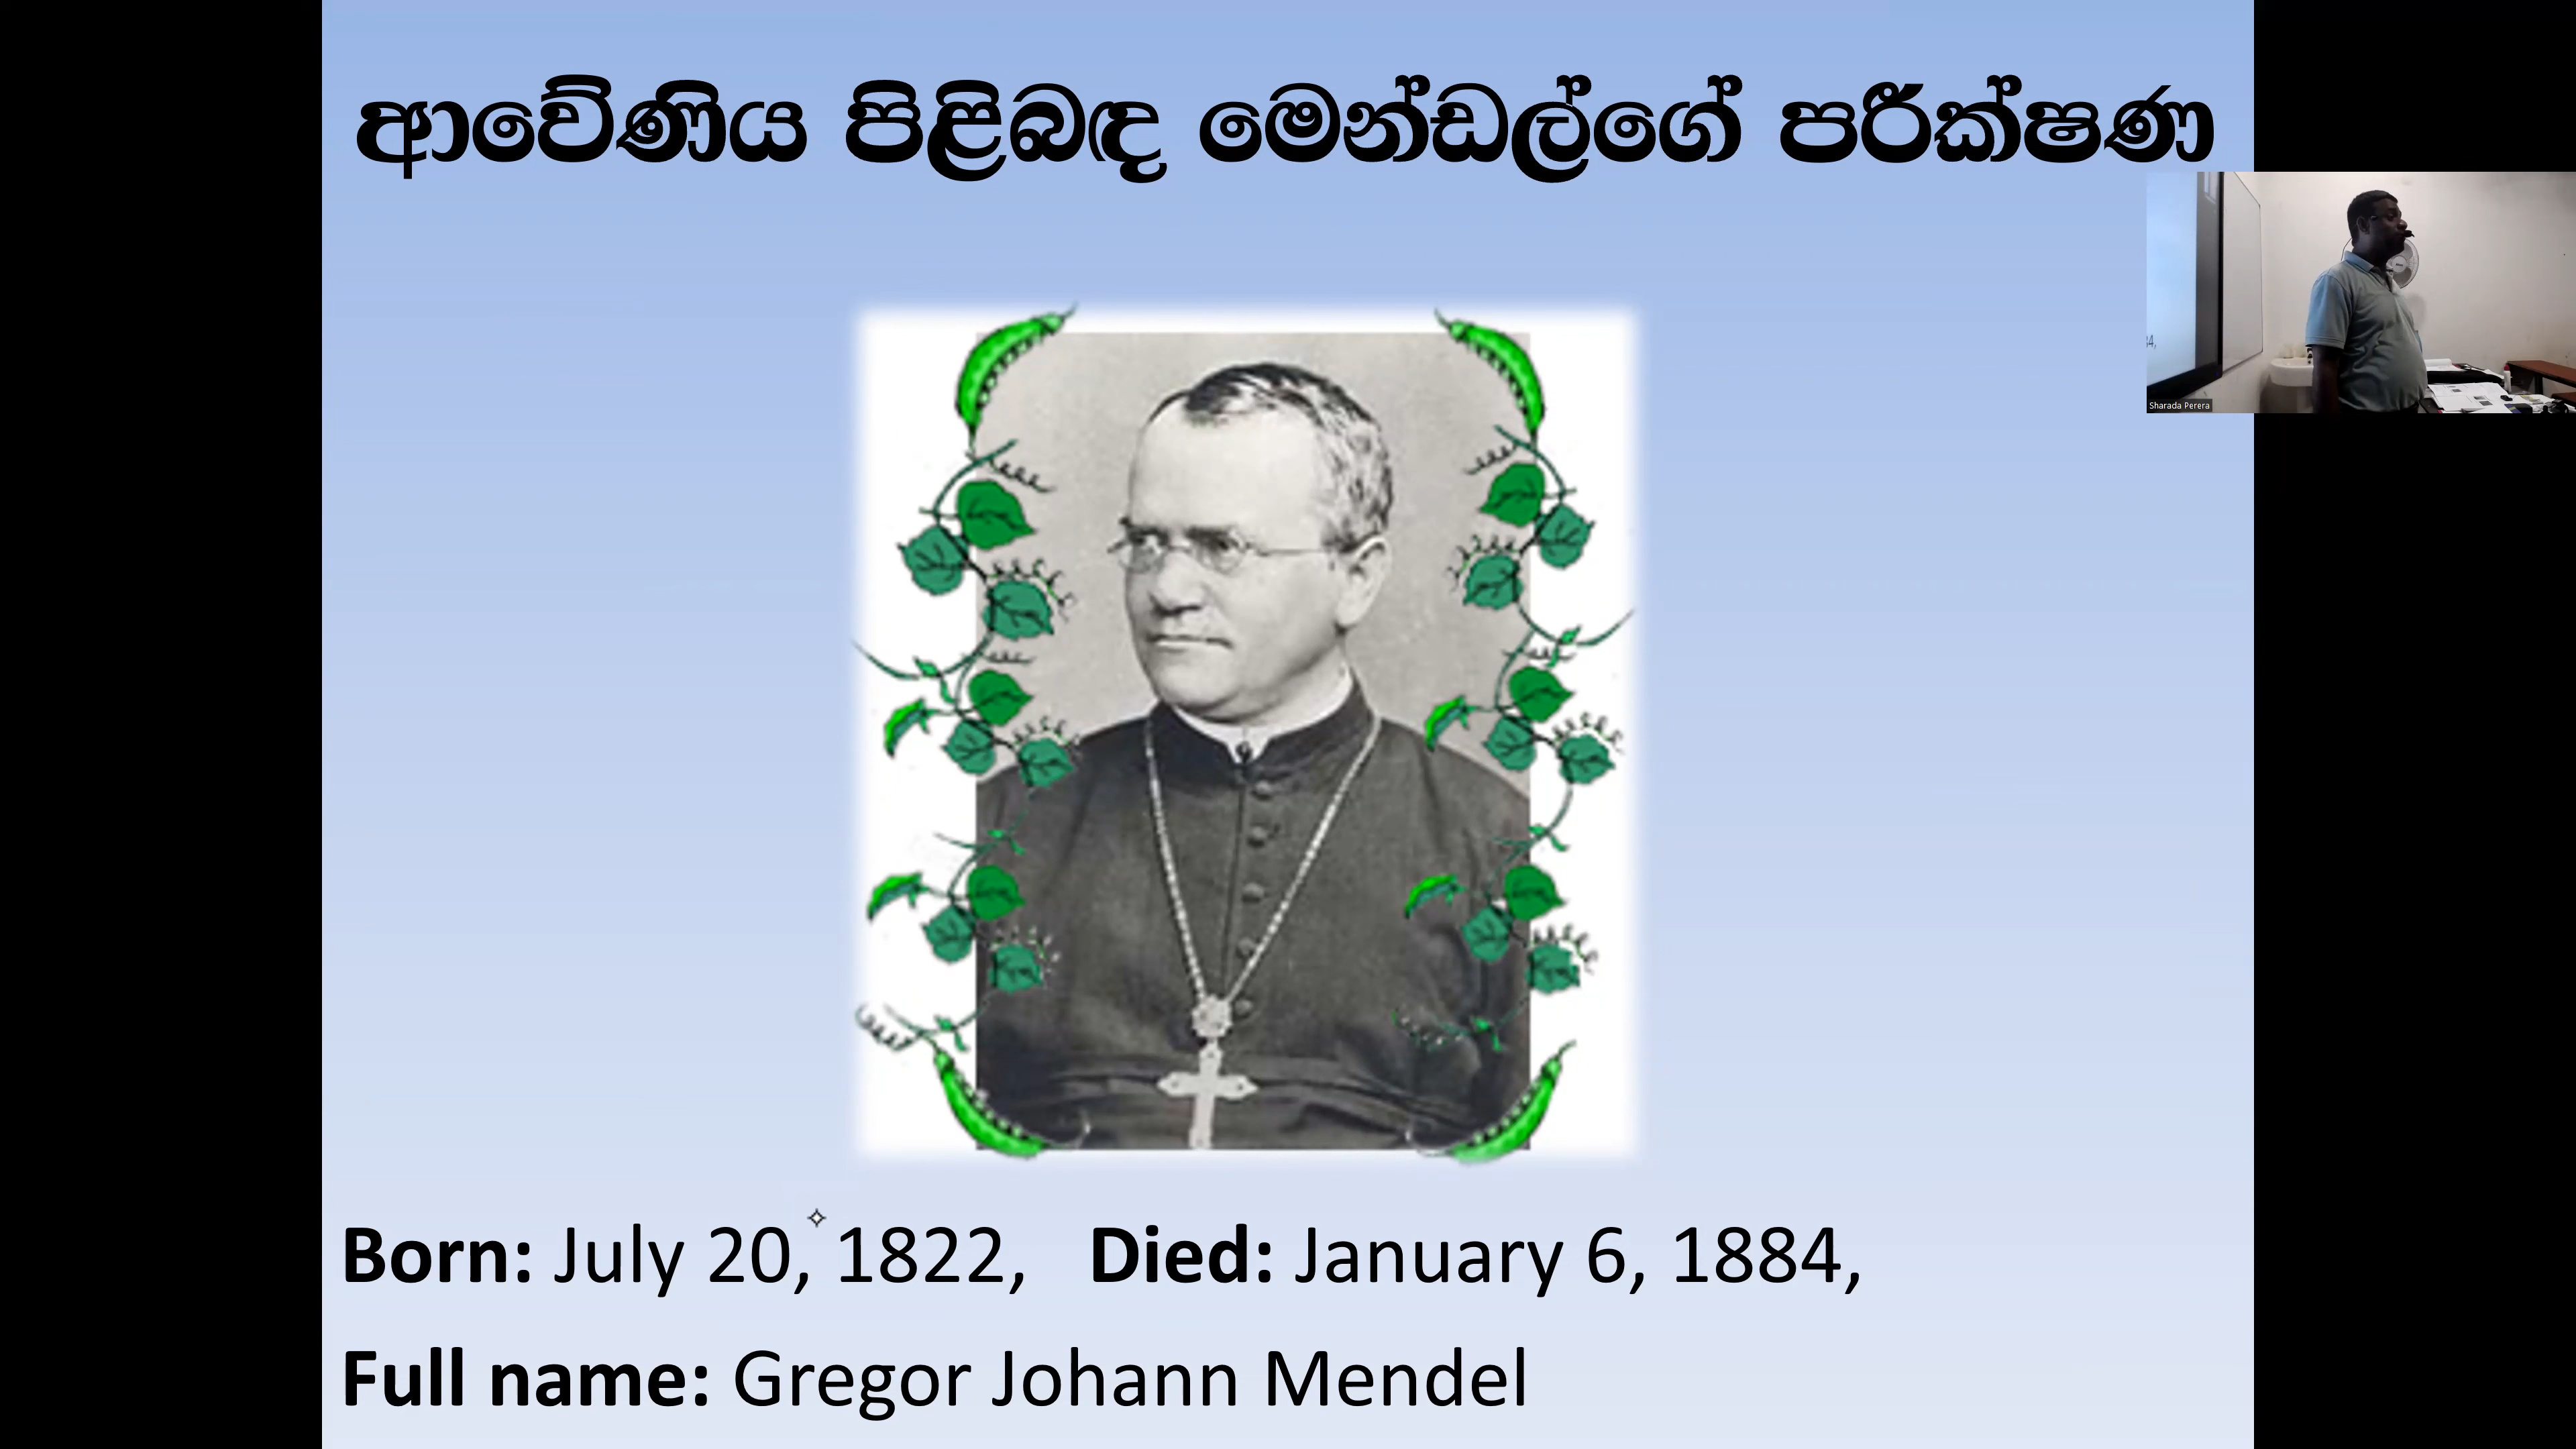 ආවේණිය පිළිබඳ මෙන්ඩල්ගේ පරීක්ෂණ
Sharada Perera
Born: July 20, 1822, Died: January 6, 1884,
Full name: Gregor Johann Mendel